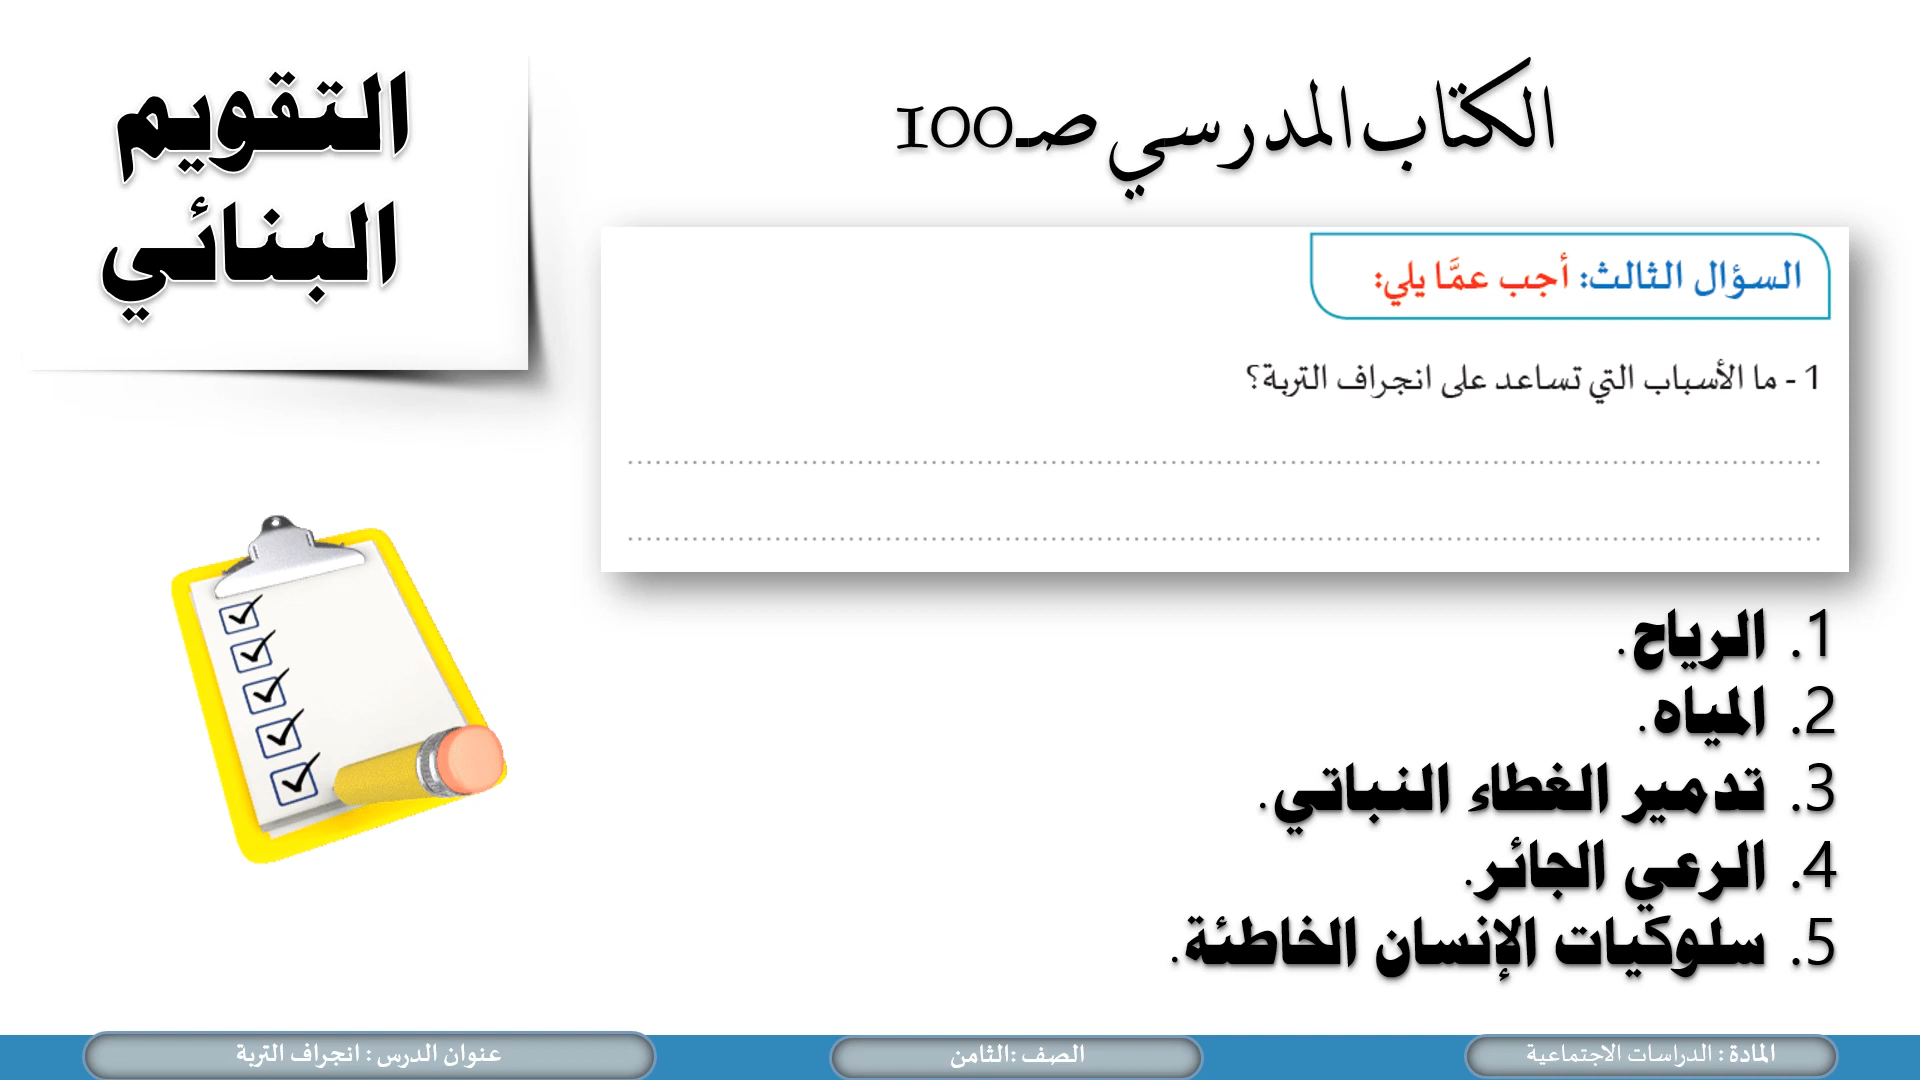 الكتاب المدرسي صـ100
التقويم
البنائي
السؤال الثالث: أجب عمَّا يلي:
1 - ما الأسباب التي تساعد على انجراف التربة؟
1. الرياح.
2. المياه.
3. تدمير الغطاء النباتي.
4. الرعي الجائر.
5. سلوكيات الإنسان الخاطئة.
المادة : الدراسات الاجتماعية
الصف :الثامن
عنوان الدرس : انجراف التربة